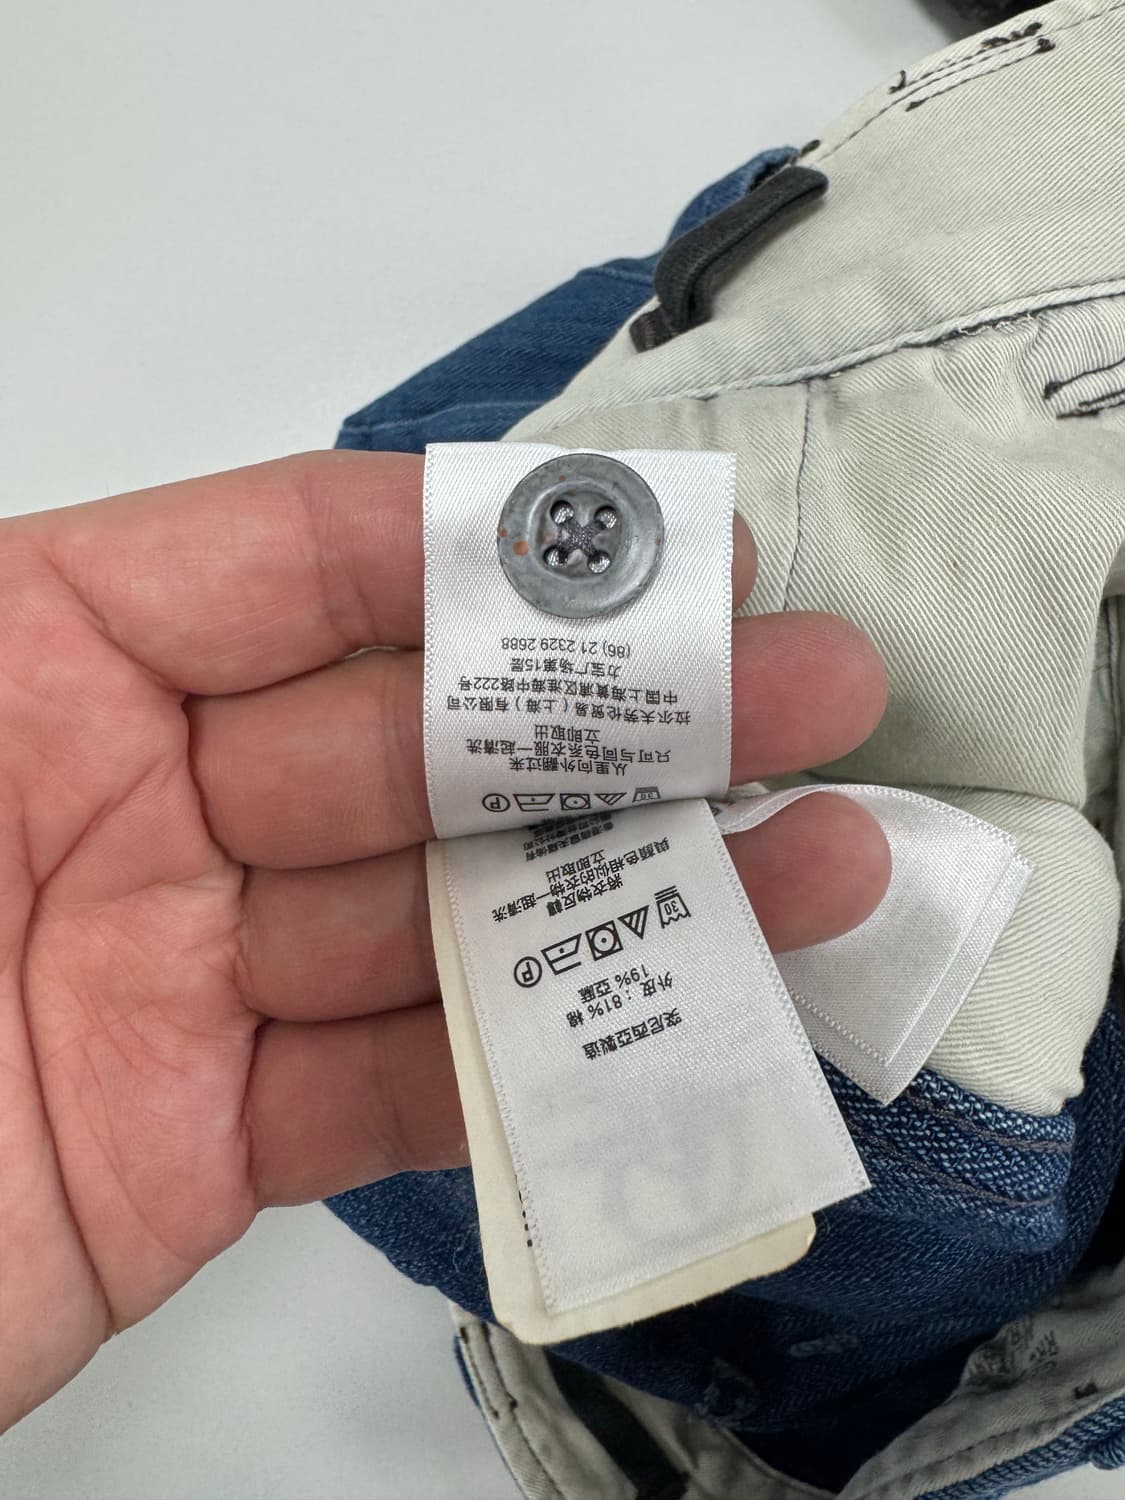 突尼西亞製造
外皮：81% 棉
19% 亞麻
30 P
將衣物反轉
與顏色相似的衣物一起清洗
立即取出
30 P
从里向外翻过来
只可与同色系衣服一起清洗
立即取出
拉尔夫劳伦贸易（上海）有限公司
中国上海黄浦区淮海中路222号
力宝广场第15层
(86) 21 2329 2688